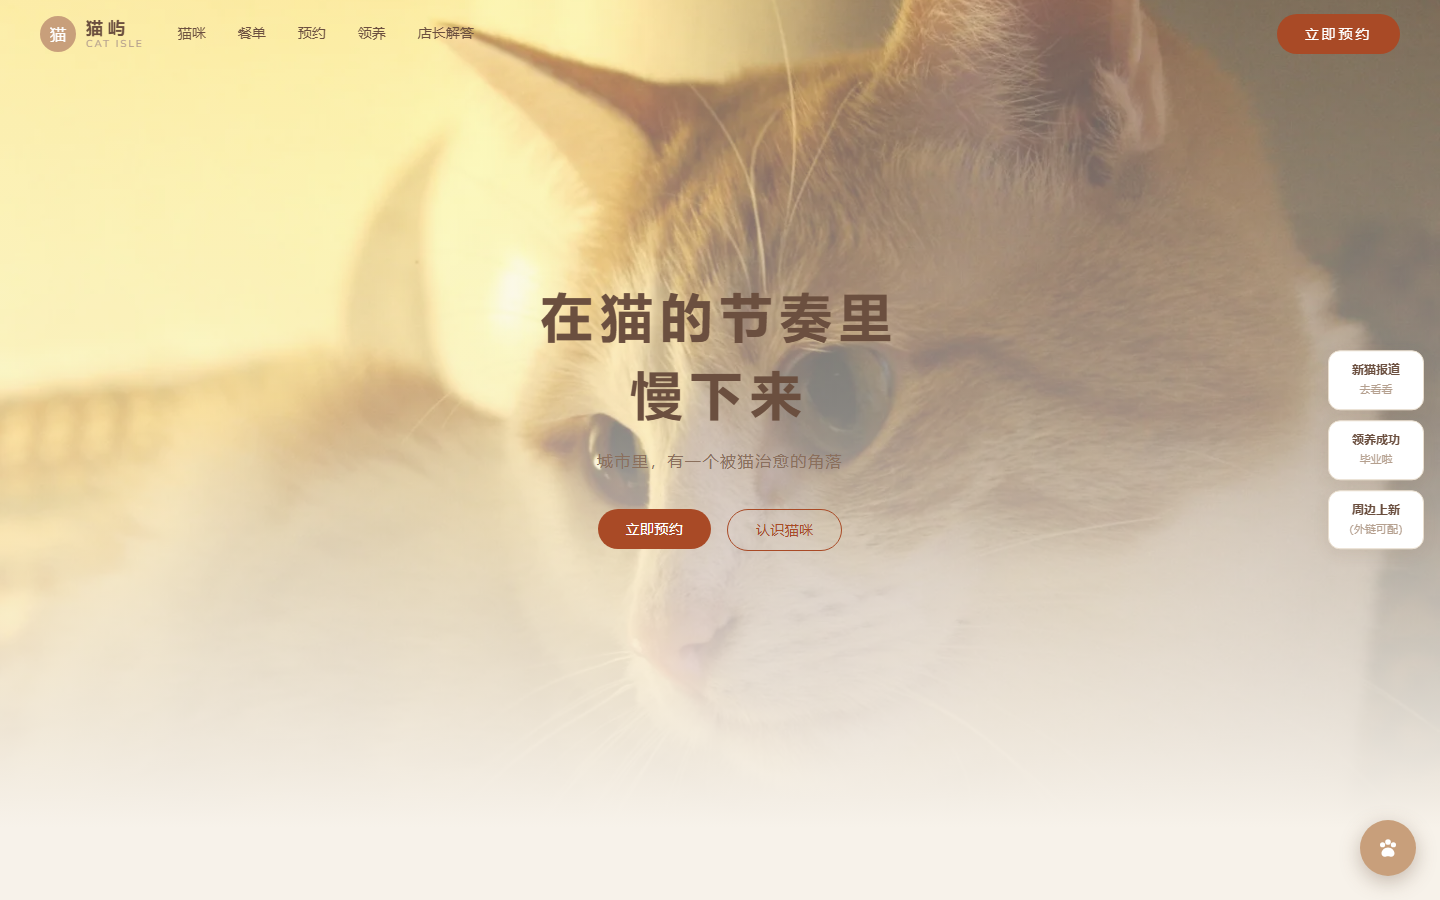 猫
猫屿
CAT ISLE
猫咪
餐单
预约
领养
店长解答
立即预约
在猫的节奏里
慢下来
城市里，有一个被猫治愈的角落
立即预约
认识猫咪
新猫报道
去看看
领养成功
毕业啦
周边上新
(外链可配)